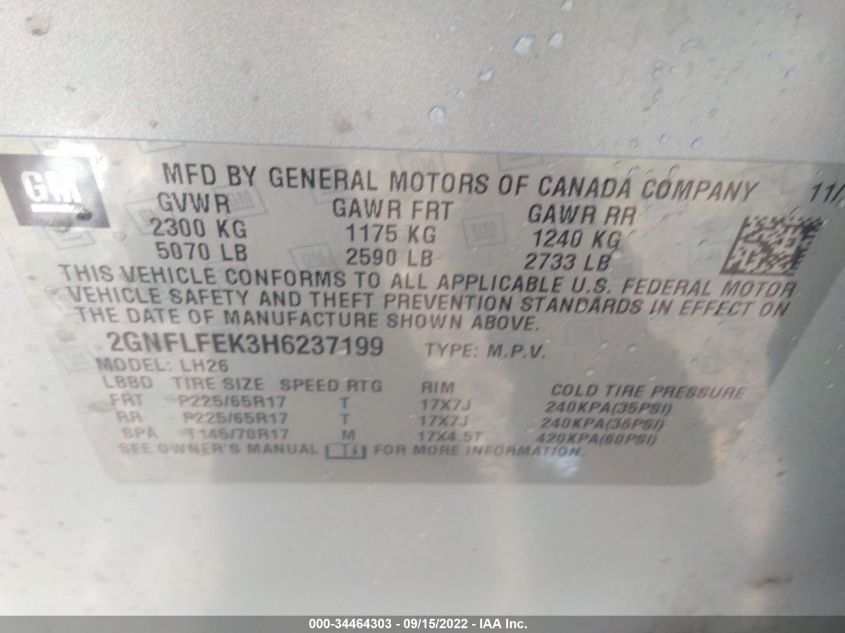 GM
MFD BY GENERAL MOTORS OF CANADA COMPANY 11/
GVWR GAWR FRT GAWR RR
2300 KG 1175 KG 1240 KG
5070 LB 2590 LB 2733 LB
THIS VEHICLE CONFORMS TO ALL APPLICABLE U.S. FEDERAL MOTOR
VEHICLE SAFETY AND THEFT PREVENTION STANDARDS IN EFFECT ON
THE DATE OF MANUFACTURE SHOWN ABOVE.
2GNFLFEK3H6237199 TYPE: M.P.V.
MODEL: LH26
LBBD TIRE SIZE SPEED RTG RIM COLD TIRE PRESSURE
FRT P225/65R17 T 17X7J 240KPA(35PSI)
RR P225/65R17 T 17X7J 240KPA(35PSI)
SPA T145/70R17 M 17X4.5T 420KPA(60PSI)
SEE OWNER'S MANUAL FOR MORE INFORMATION.
000-34464303 - 09/15/2022 - IAA Inc.